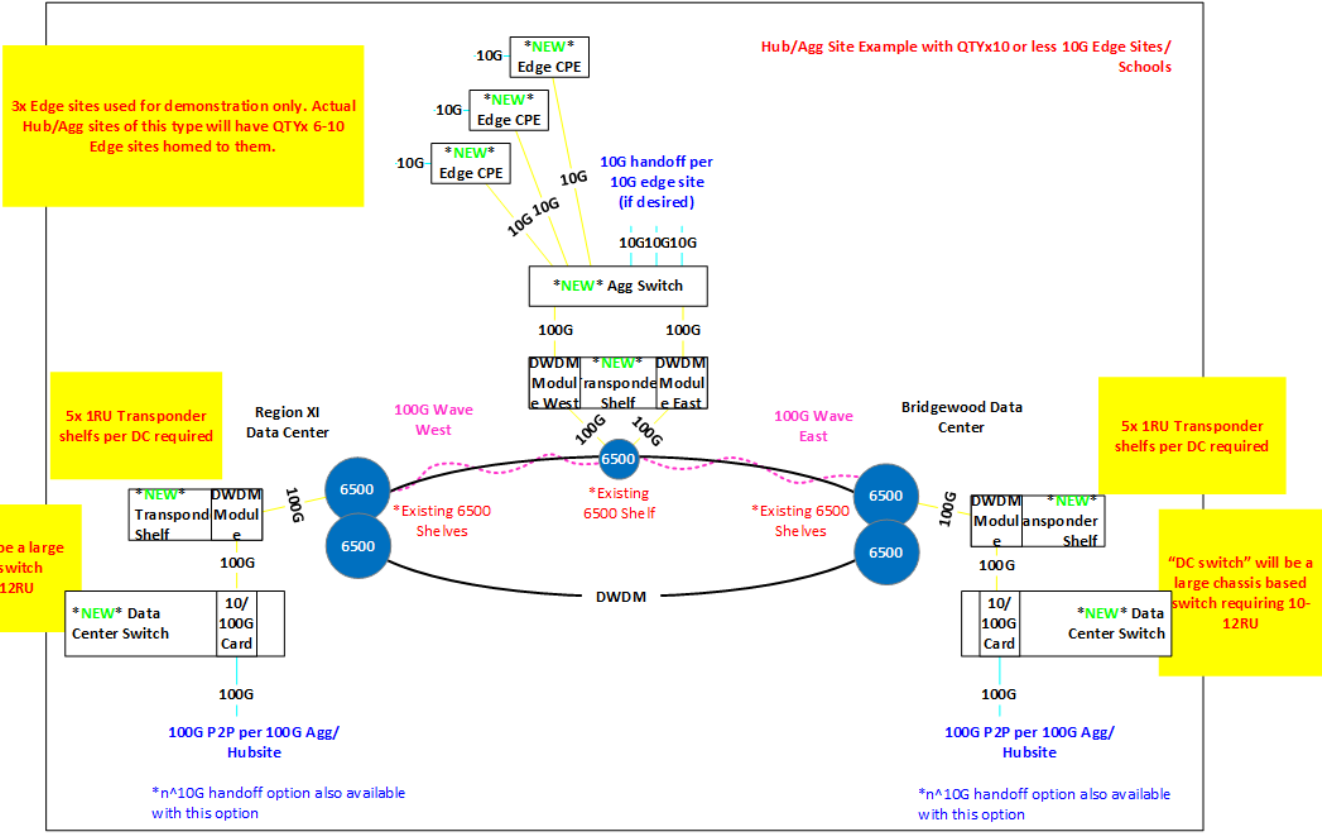 Hub/Agg Site Example with QTYx10 or less 10G Edge Sites/
Schools
3x Edge sites used for demonstration only. Actual
Hub/Agg sites of this type will have QTYx 6-10
Edge sites homed to them.
10G
*NEW*
Edge CPE
10G
*NEW*
Edge CPE
10G
*NEW*
Edge CPE
10G handoff per
10G edge site
(if desired)
10G
10G
10G
10G10G10G
*NEW* Agg Switch
100G
100G
DWDM
Modul
e West
*NEW*
ransponde
Shelf
DWDM
Modul
e East
100G
100G
5x 1RU Transponder
shelfs per DC required
Region XI
Data Center
100G Wave
West
100G Wave
East
Bridgewood Data
Center
5x 1RU Transponder
shelfs per DC required
6500
6500
6500
6500
6500
*Existing
6500 Shelf
*Existing 6500
Shelves
*Existing 6500
Shelves
*NEW*
Transpond
Shelf
DWDM
Modul
e
100G
100G
DWDM
Modul
e
*NEW*
ansponder
Shelf
be a large
switch
12RU
100G
100G
"DC switch" will be a
large chassis based
switch requiring 10-
12RU
DWDM
*NEW* Data
Center Switch
10/
100G
Card
10/
100G
Card
*NEW* Data
Center Switch
100G
100G
100G P2P per 100G Agg/
Hubsite
100G P2P per 100G Agg/
Hubsite
*n^10G handoff option also available
with this option
*n^10G handoff option also available
with this option